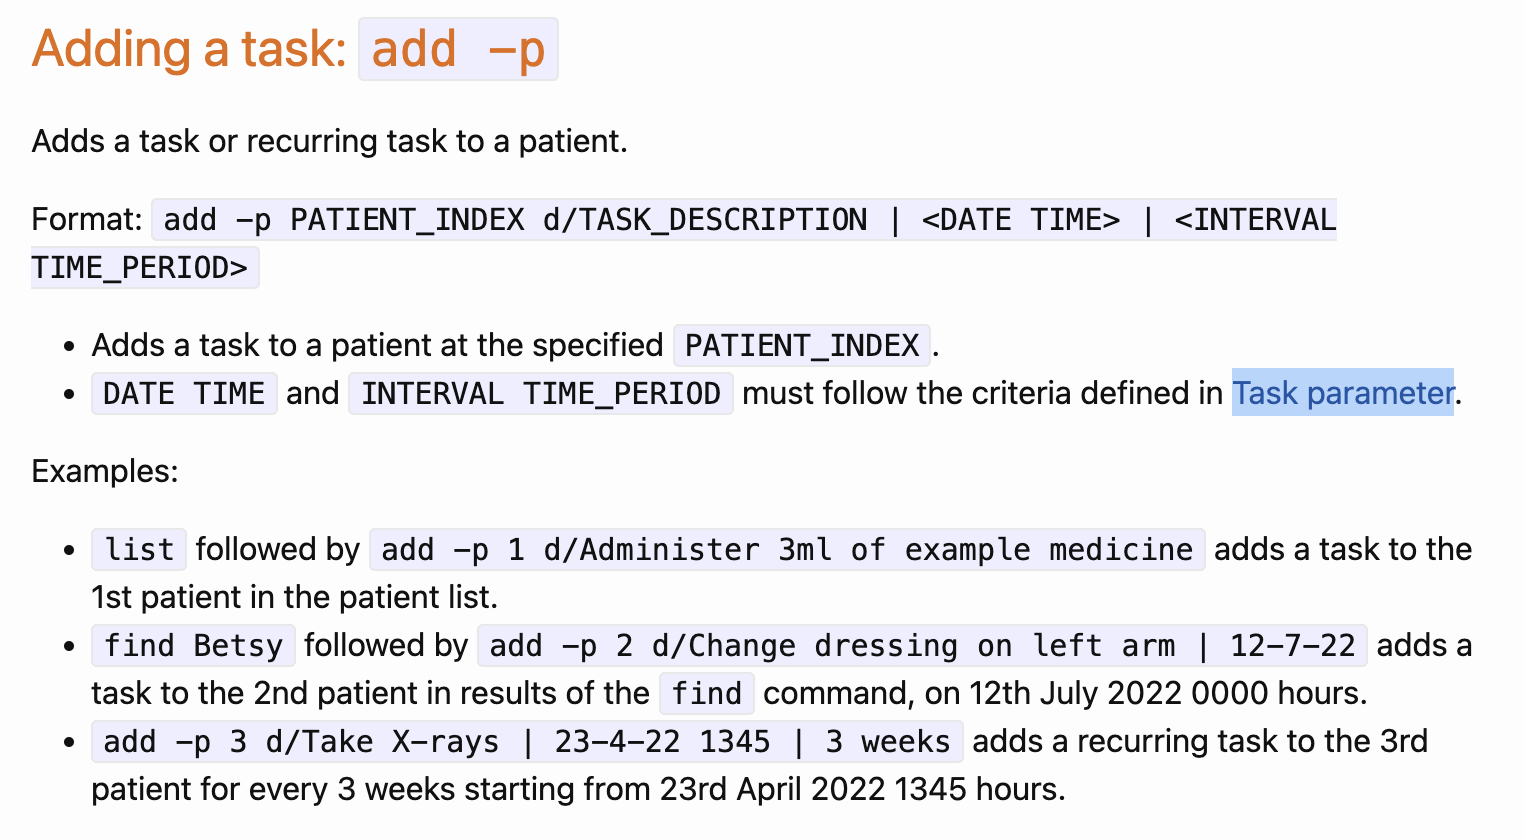 Adding a task: add -p
Adds a task or recurring task to a patient.
Format: add -p PATIENT_INDEX d/TASK_DESCRIPTION | <DATE TIME> | <INTERVAL
TIME_PERIOD>
• Adds a task to a patient at the specified PATIENT_INDEX.
• DATE TIME and INTERVAL TIME_PERIOD must follow the criteria defined in Task parameter.
Examples:
• list followed by add -p 1 d/Administer 3ml of example medicine adds a task to the
1st patient in the patient list.
• find Betsy followed by add -p 2 d/Change dressing on left arm | 12-7-22 adds a
task to the 2nd patient in results of the find command, on 12th July 2022 0000 hours.
• add -p 3 d/Take X-rays | 23-4-22 1345 | 3 weeks adds a recurring task to the 3rd
patient for every 3 weeks starting from 23rd April 2022 1345 hours.